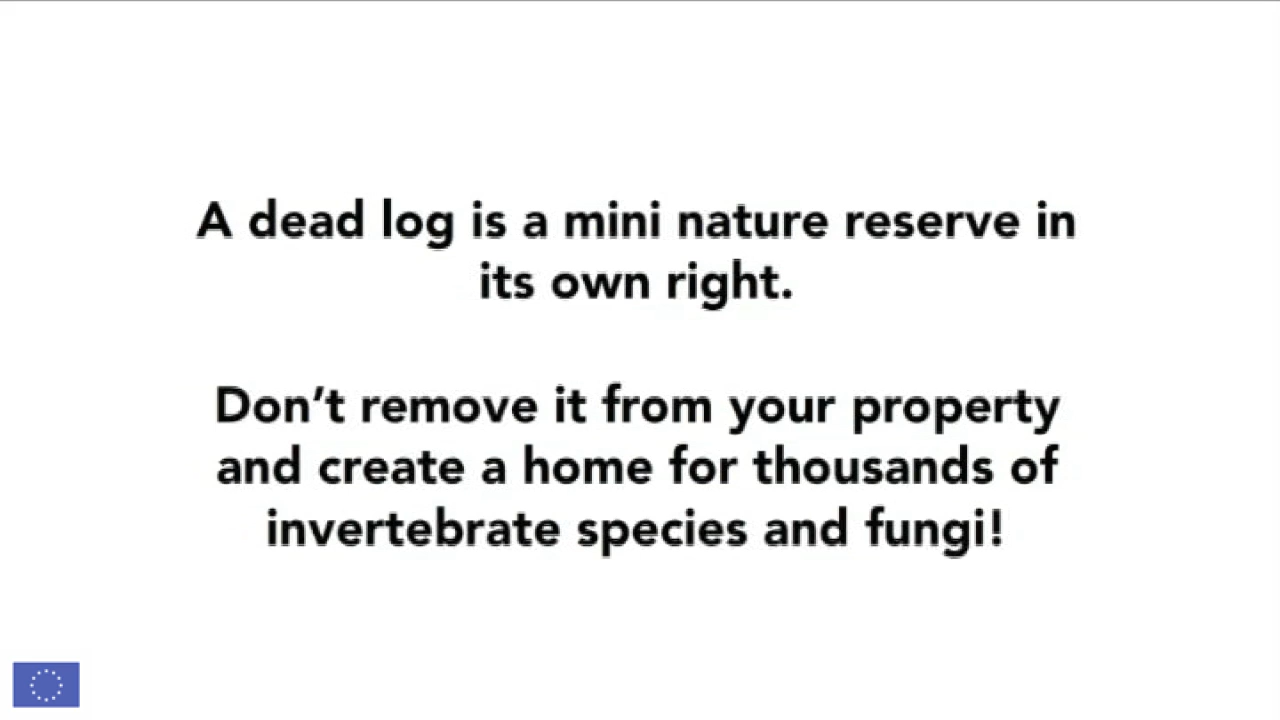 A dead log is a mini nature reserve in
its own right.
Don’t remove it from your property
and create a home for thousands of
invertebrate species and fungi!